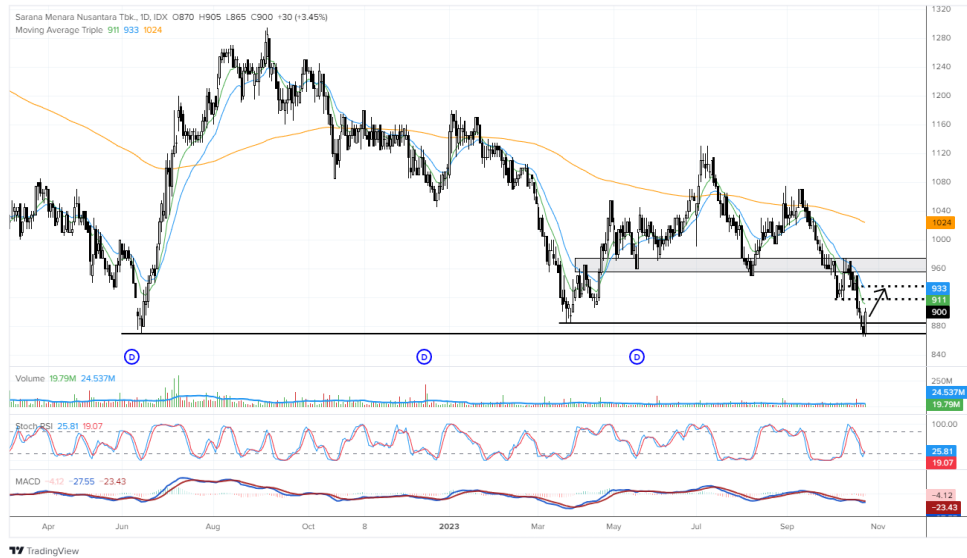 Sarana Menara Nusantara Tbk., 1D, IDX O870 H905 L865 C900 +30 (+3.45%)
Moving Average Triple 911 933 1024
1320
1280
1240
1200
1160
1120
1080
1040
1024
1000
960
933
911
900
880
840
D D D
Volume 19.79M 24.537M
250M
24.537M
19.79M
Stoch RSI 25.81 19.07
100.00
25.81
19.07
MACD −4.12 −27.55 −23.43
−4.12
−23.43
Apr Jun Aug Oct 8 2023 Mar May Jul Sep Nov
TradingView